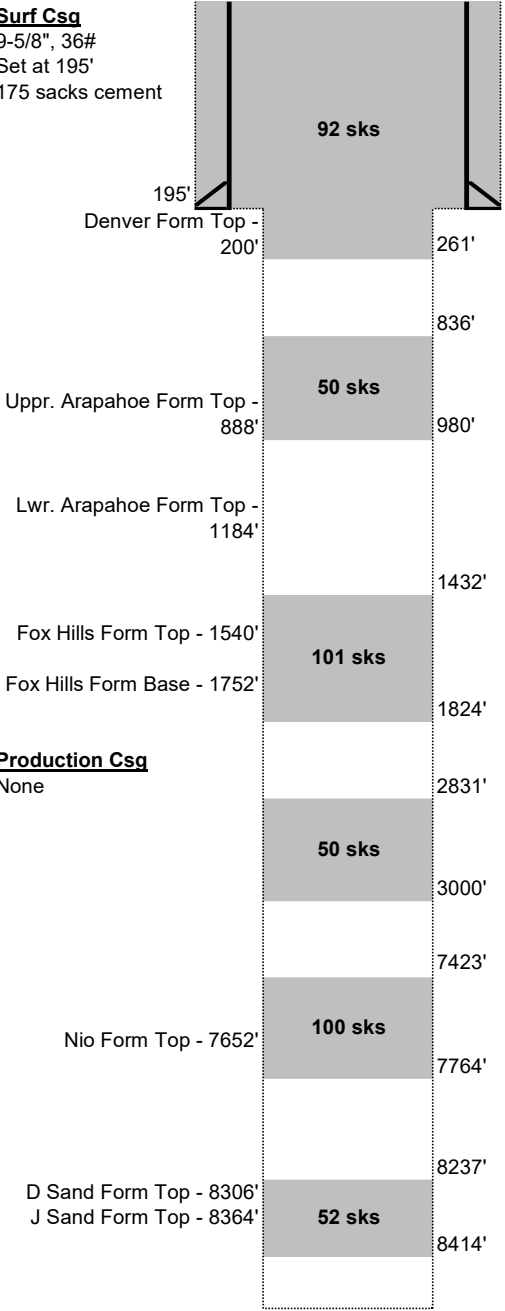 Surf Csg
9-5/8", 36#
Set at 195'
175 sacks cement
92 sks
195'
Denver Form Top -
200'
261'
836'
50 sks
Uppr. Arapahoe Form Top -
888'
980'
Lwr. Arapahoe Form Top -
1184'
1432'
Fox Hills Form Top - 1540'
101 sks
Fox Hills Form Base - 1752'
1824'
Production Csg
None
2831'
50 sks
3000'
7423'
100 sks
Nio Form Top - 7652'
7764'
8237'
D Sand Form Top - 8306'
J Sand Form Top - 8364'
52 sks
8414'